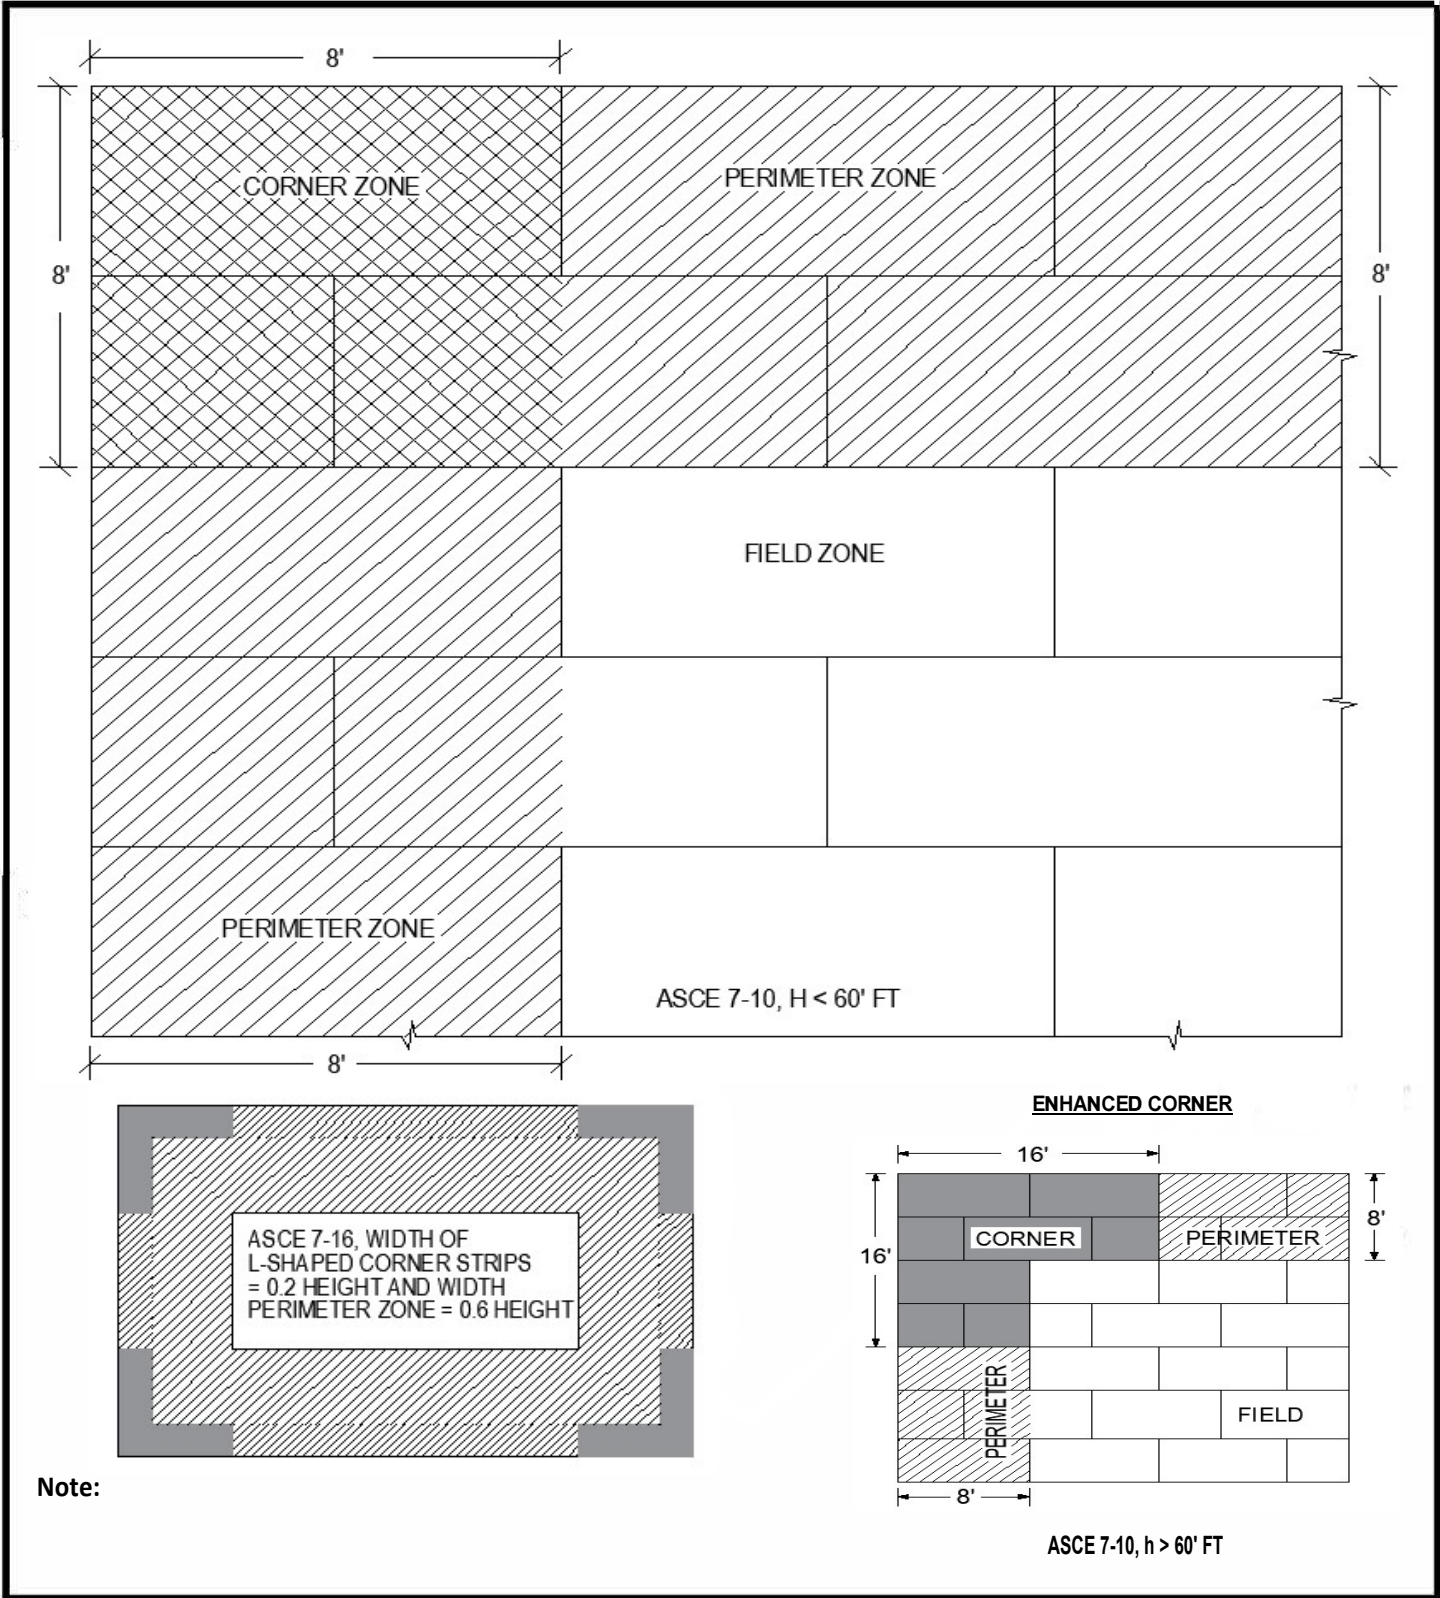 8'
CORNER ZONE
PERIMETER ZONE
8'
8'
FIELD ZONE
PERIMETER ZONE
ASCE 7-10, H < 60' FT
8'
ENHANCED CORNER
16'
16'
8'
CORNER
PERIMETER
PERIMETER
FIELD
8'
ASCE 7-10, h > 60' FT
ASCE 7-16, WIDTH OF
L-SHAPED CORNER STRIPS
= 0.2 HEIGHT AND WIDTH
PERIMETER ZONE = 0.6 HEIGHT
Note: